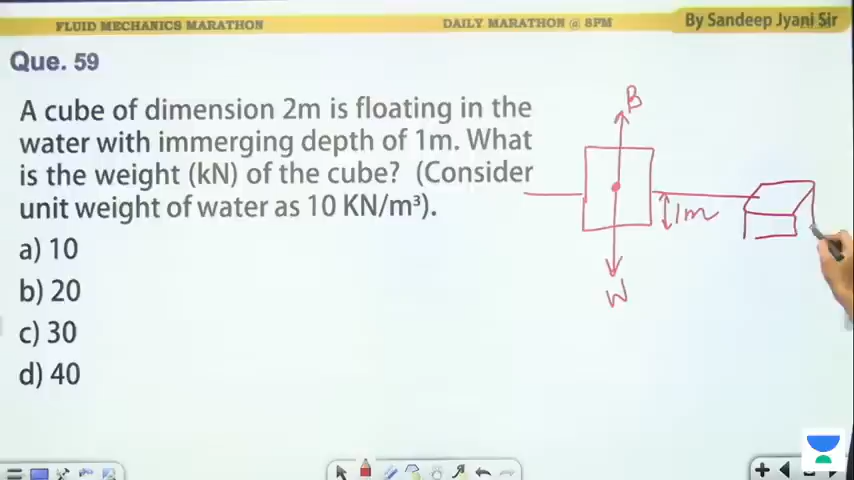 FLUID MECHANICS MARATHON
DAILY MARATHON @ 8PM
By Sandeep Jyani Sir
Que. 59
A cube of dimension 2m is floating in the
water with immerging depth of 1m. What
is the weight (kN) of the cube? (Consider
unit weight of water as 10 KN/m³).
a) 10
b) 20
c) 30
d) 40
B
1m
W